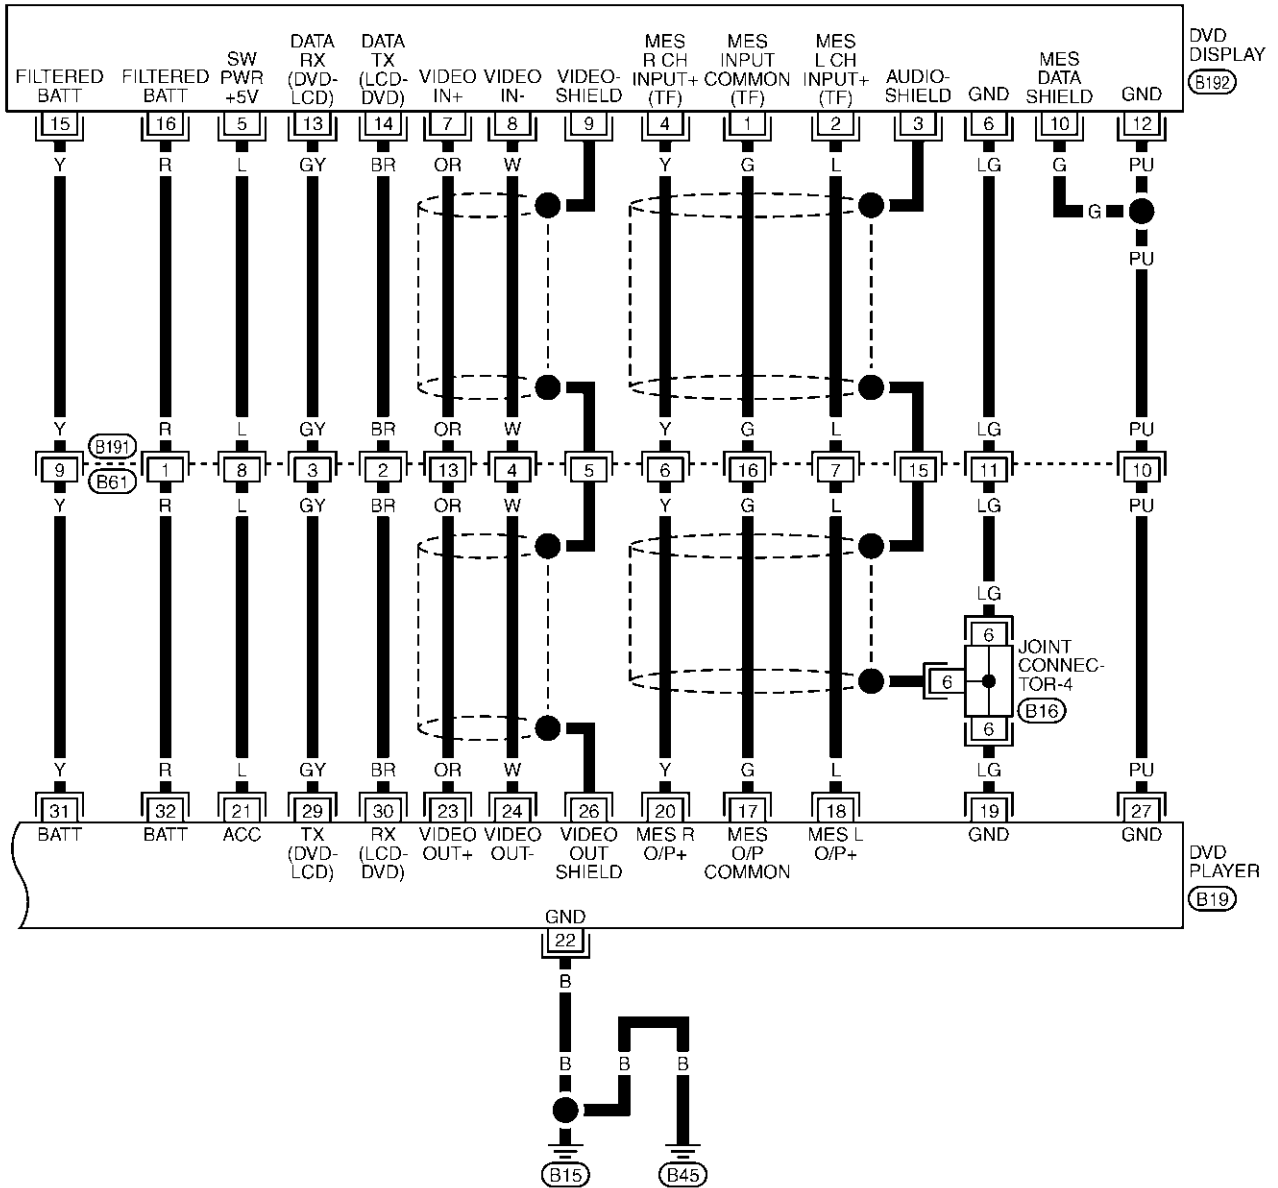 DVD
DISPLAY
B192
FILTERED
BATT
FILTERED
BATT
SW
PWR
+5V
DATA
RX
(DVD-
LCD)
DATA
TX
(LCD-
DVD)
VIDEO
IN+
VIDEO
IN-
VIDEO-
SHIELD
MES
R CH
INPUT+
(TF)
MES
INPUT
COMMON
(TF)
MES
L CH
INPUT+
(TF)
AUDIO-
SHIELD
GND
MES
DATA
SHIELD
GND
15 16 5 13 14 7 8 9 4 1 2 3 6 10 12
Y R L GY BR OR W Y G L LG G PU
G
PU
Y R L GY BR OR W Y G L LG PU
B191
9 1 8 3 2 13 4 5 6 16 7 15 11 10
B61
Y R L GY BR OR W Y G L LG PU
LG
6
JOINT
CONNEC-
TOR-4
B16
6
6
Y R L GY BR OR W Y G L LG PU
31 32 21 29 30 23 24 26 20 17 18 19 27
BATT
BATT
ACC
TX
(DVD-
LCD)
RX
(LCD-
DVD)
VIDEO
OUT+
VIDEO
OUT-
VIDEO
OUT
SHIELD
MES R
O/P+
MES
O/P
COMMON
MES L
O/P+
GND
GND
DVD
PLAYER
B19
GND
22
B
B B B
B15 B45